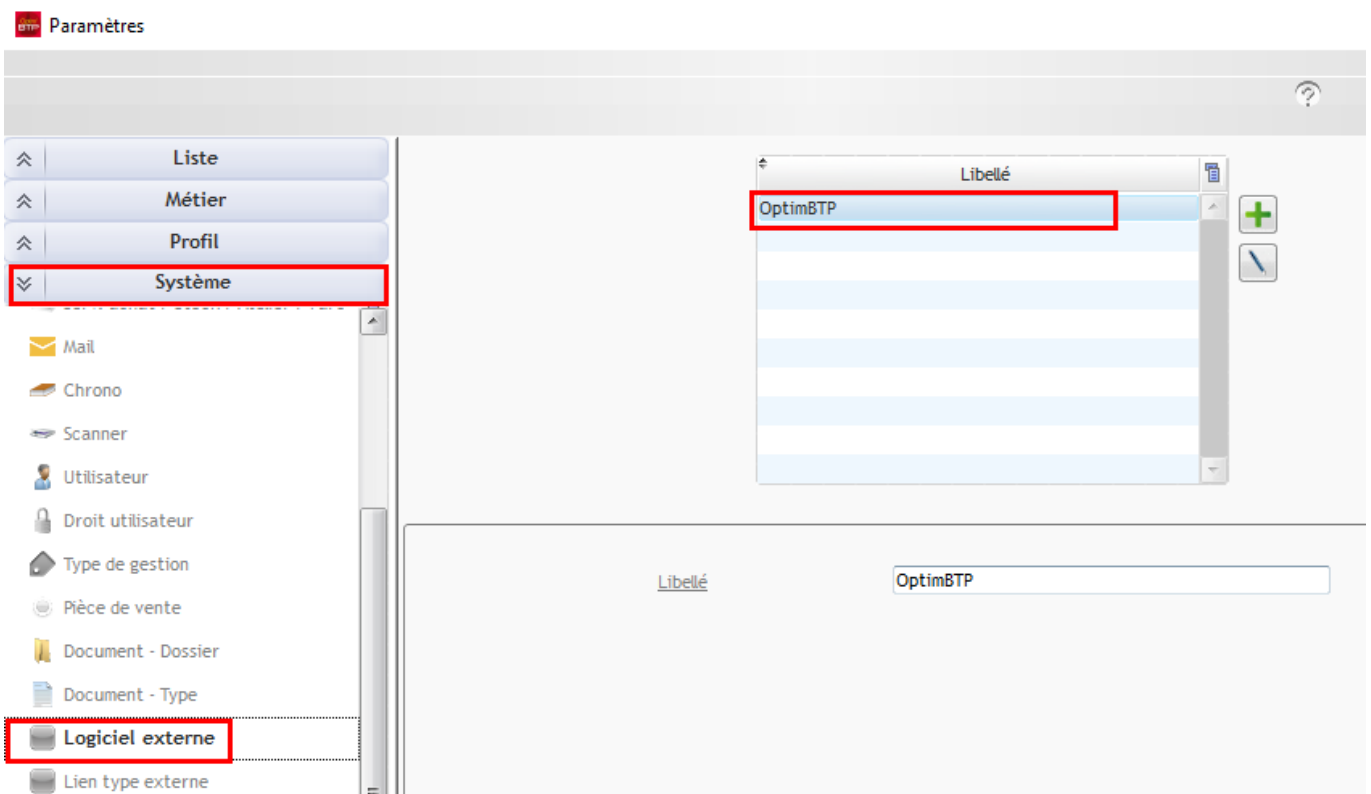 Paramètres
Liste
Métier
Profil
Système
Mail
Chrono
Scanner
Utilisateur
Droit utilisateur
Type de gestion
Pièce de vente
Document - Dossier
Document - Type
Logiciel externe
Lien type externe
Libellé
OptimBTP
Libellé
OptimBTP